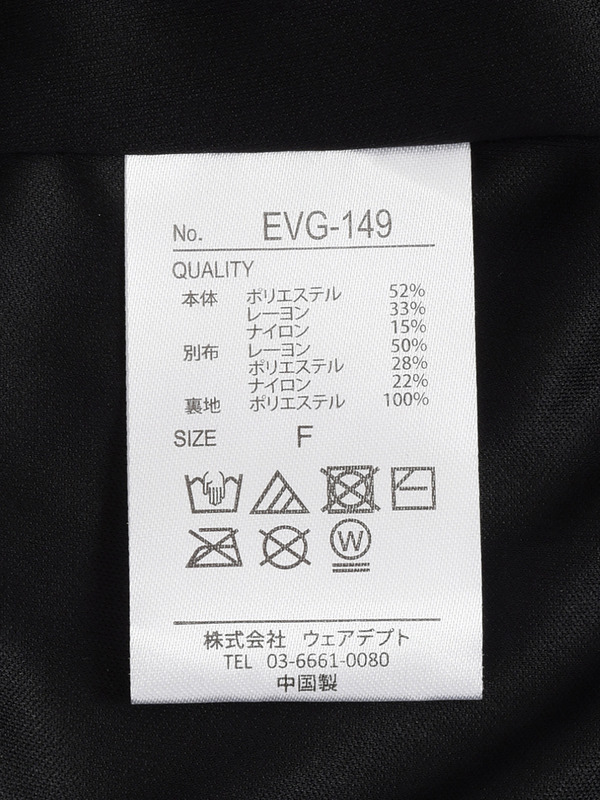 No. EVG-149
QUALITY
本体 ポリエステル 52%
レーヨン 33%
ナイロン 15%
別布 レーヨン 50%
ポリエステル 28%
ナイロン 22%
裏地 ポリエステル 100%
SIZE F
W
株式会社 ウェアデプト
TEL 03-6661-0080
中国製